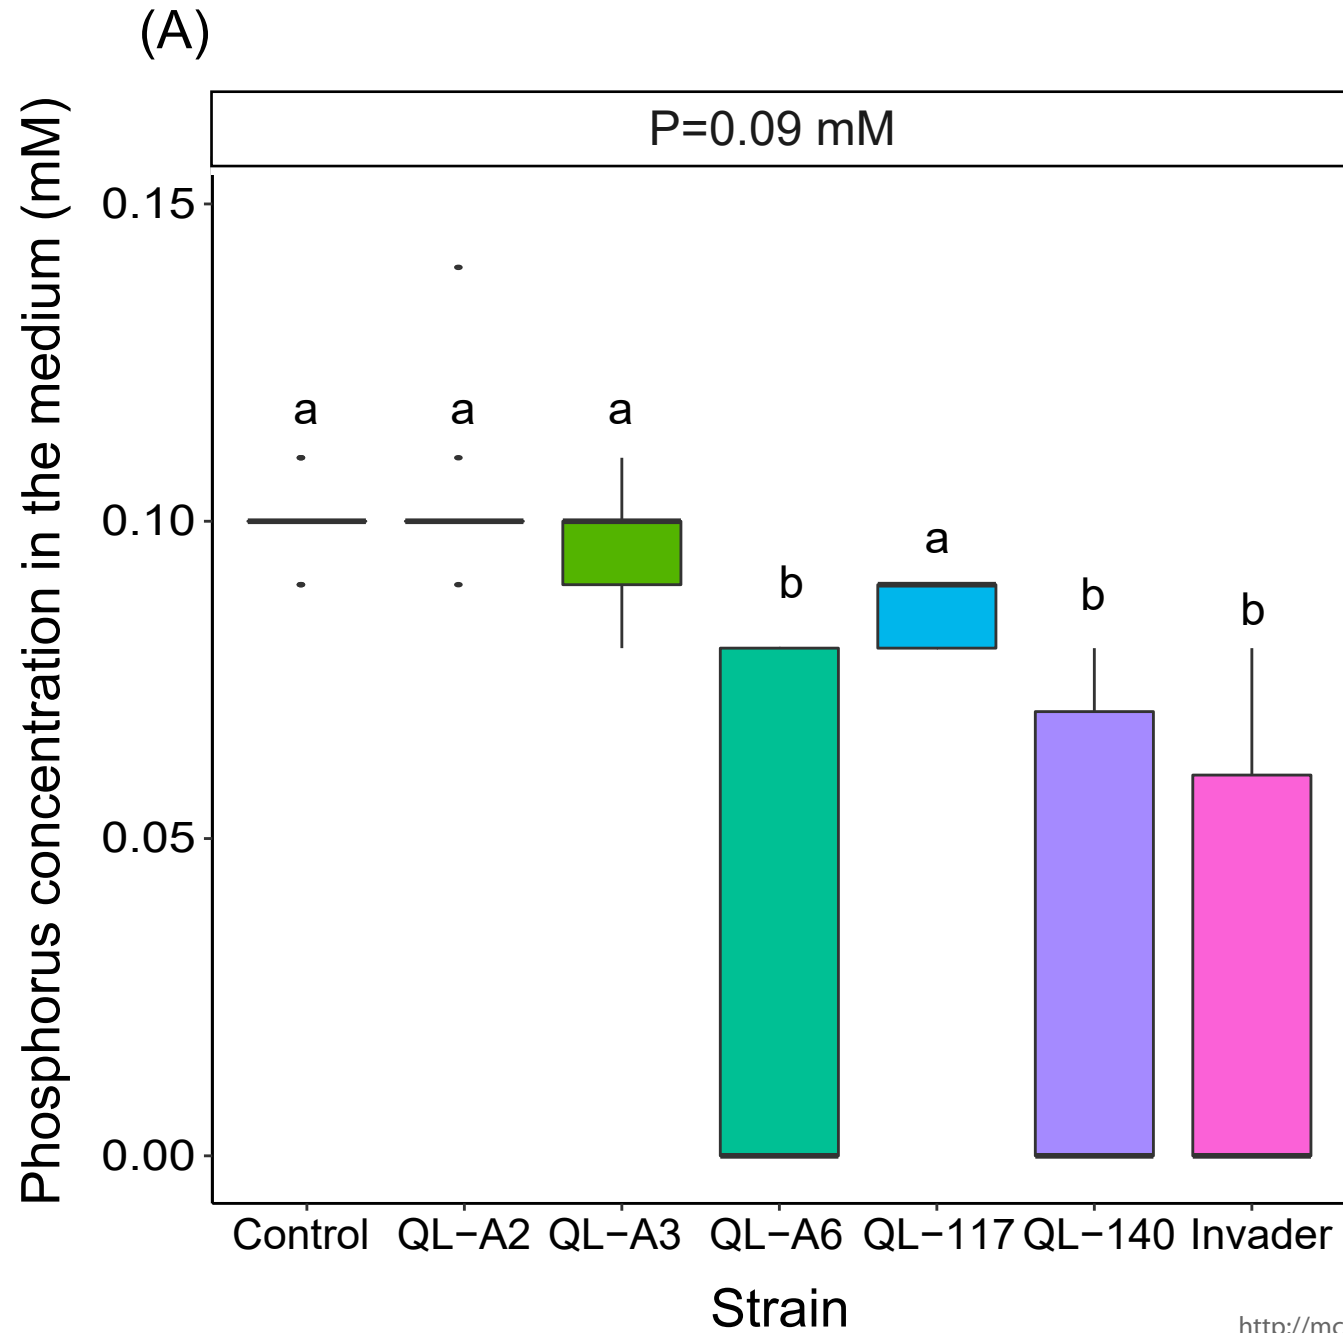 (A)
P=0.09 mM
Phosphorus concentration in the medium (mM)
0.15
0.10
0.05
0.00
a a a b a b b
Control QL−A2 QL−A3 QL−A6 QL−117 QL−140 Invader
Strain